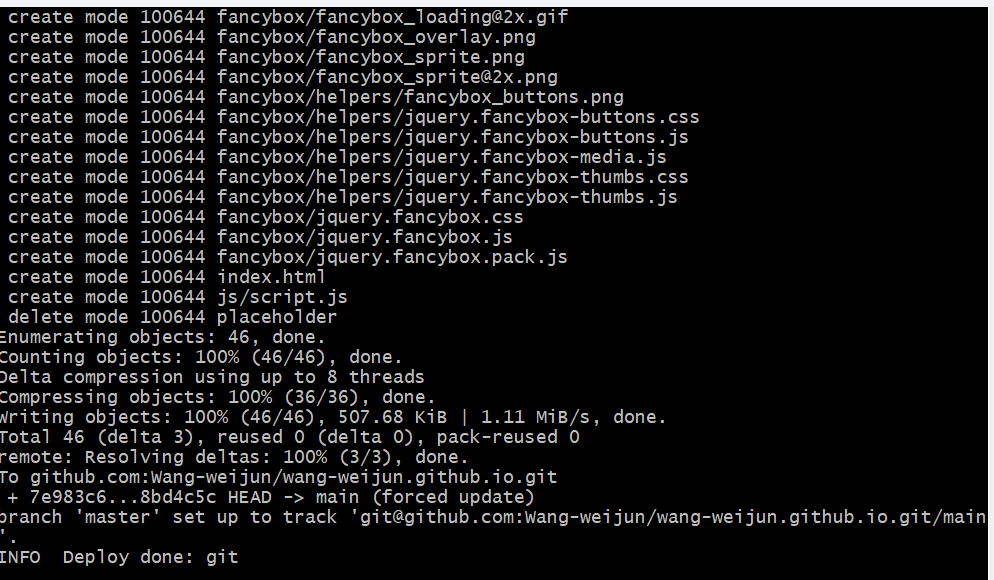 create mode 100644 fancybox/fancybox_loading@2x.gif
create mode 100644 fancybox/fancybox_overlay.png
create mode 100644 fancybox/fancybox_sprite.png
create mode 100644 fancybox/fancybox_sprite@2x.png
create mode 100644 fancybox/helpers/fancybox_buttons.png
create mode 100644 fancybox/helpers/jquery.fancybox-buttons.css
create mode 100644 fancybox/helpers/jquery.fancybox-buttons.js
create mode 100644 fancybox/helpers/jquery.fancybox-media.js
create mode 100644 fancybox/helpers/jquery.fancybox-thumbs.css
create mode 100644 fancybox/helpers/jquery.fancybox-thumbs.js
create mode 100644 fancybox/jquery.fancybox.css
create mode 100644 fancybox/jquery.fancybox.js
create mode 100644 fancybox/jquery.fancybox.pack.js
create mode 100644 index.html
create mode 100644 js/script.js
delete mode 100644 placeholder
Enumerating objects: 46, done.
Counting objects: 100% (46/46), done.
Delta compression using up to 8 threads
Compressing objects: 100% (36/36), done.
Writing objects: 100% (46/46), 507.68 KiB | 1.11 MiB/s, done.
Total 46 (delta 3), reused 0 (delta 0), pack-reused 0
remote: Resolving deltas: 100% (3/3), done.
To github.com:Wang-weijun/wang-weijun.github.io.git
+ 7e983c6...8bd4c5c HEAD -> main (forced update)
branch 'master' set up to track 'git@github.com:Wang-weijun/wang-weijun.github.io.git/main
'.
INFO  Deploy done: git